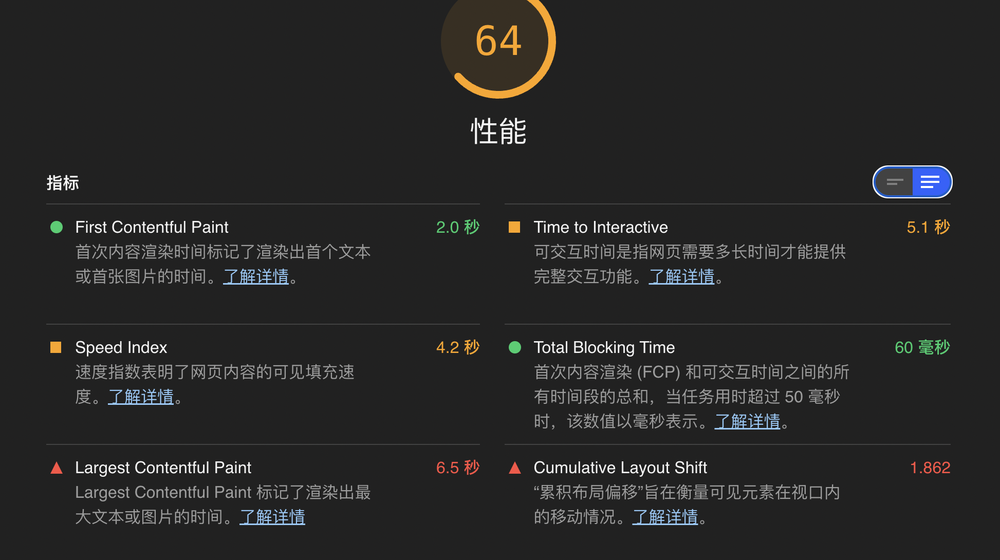 64
性能
指标
First Contentful Paint
2.0 秒
首次内容渲染时间标记了渲染出首个文本
或首张图片的时间。了解详情。
Time to Interactive
5.1 秒
可交互时间是指网页需要多长时间才能提供
完整交互功能。了解详情。
Speed Index
4.2 秒
速度指数表明了网页内容的可见填充速
度。了解详情。
Total Blocking Time
60 毫秒
首次内容渲染 (FCP) 和可交互时间之间的所
有时间段的总和，当任务用时超过 50 毫秒
时，该数值以毫秒表示。了解详情。
Largest Contentful Paint
6.5 秒
Largest Contentful Paint 标记了渲染出最
大文本或图片的时间。了解详情
Cumulative Layout Shift
1.862
“累积布局偏移”旨在衡量可见元素在视口内
的移动情况。了解详情。